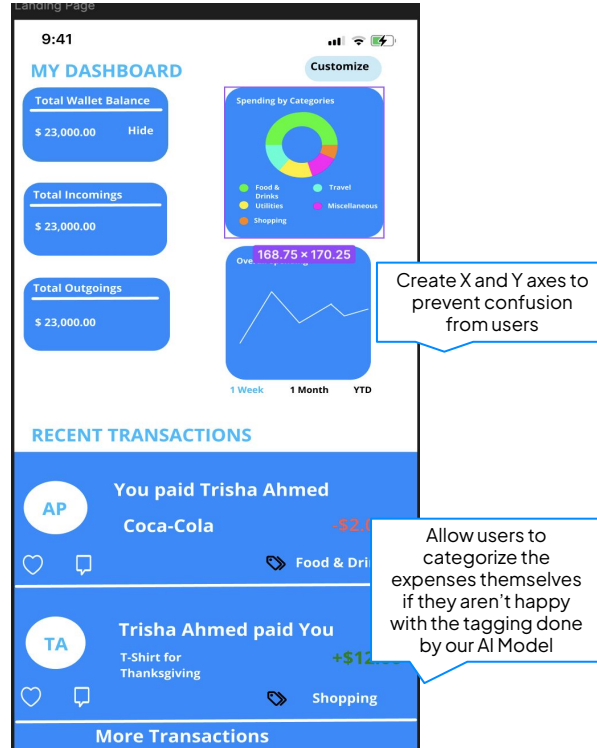 Landing Page
9:41
MY DASHBOARD
Customize
Total Wallet Balance
$ 23,000.00 Hide
Total Incomings
$ 23,000.00
Total Outgoings
$ 23,000.00
Spending by Categories
Food & Drinks
Travel
Utilities
Miscellaneous
Shopping
168.75 × 170.25
Create X and Y axes to
prevent confusion
from users
1 Week 1 Month YTD
RECENT TRANSACTIONS
AP
You paid Trisha Ahmed
Coca-Cola
Food &
Allow users to
categorize the
expenses themselves
if they aren't happy
with the tagging done
by our AI Model
TA
Trisha Ahmed paid You
T-Shirt for
Thanksgiving
Shopping
More Transactions